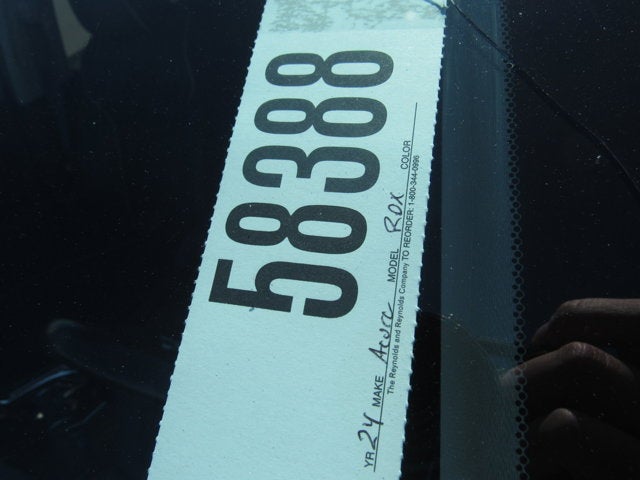 58388
YR 24 MAKE Acura MODEL RDX COLOR
The Reynolds and Reynolds Company TO REORDER: 1-800-344-0996